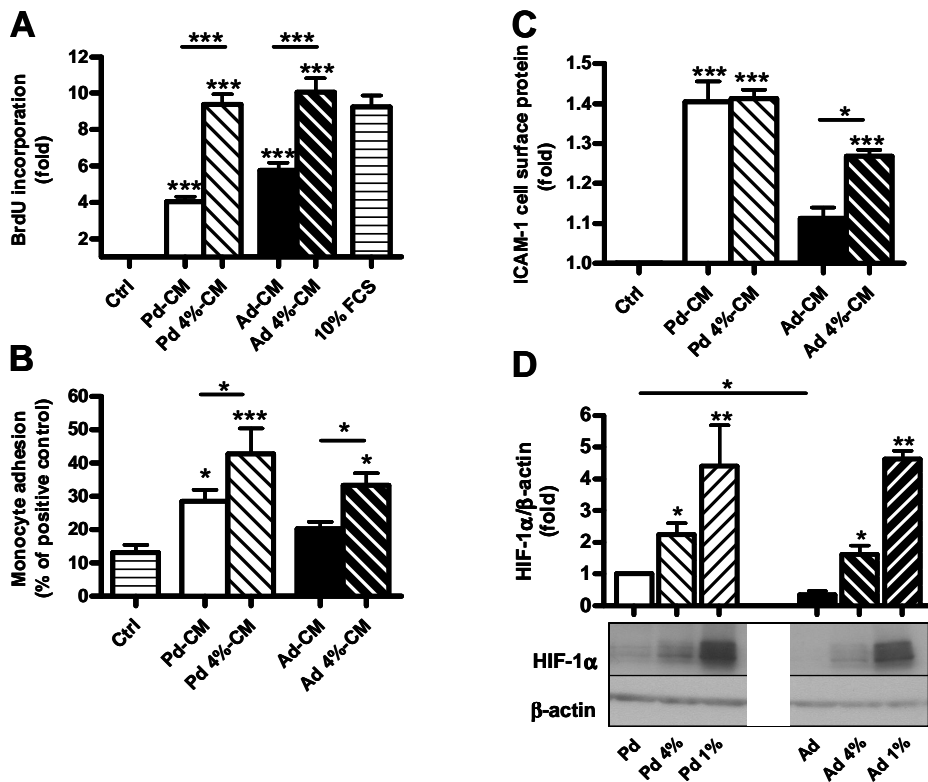 A
BrdU incorporation
(fold)
12
10
8
6
4
2
***
***
***
***
***
***
Ctrl
Pd-CM
Pd 4%-CM
Ad-CM
Ad 4%-CM
10% FCS
B
Monocyte adhesion
(% of positive control)
60
50
40
30
20
10
0
*
***
*
*
*
Ctrl
Pd-CM
Pd 4%-CM
Ad-CM
Ad 4%-CM
C
ICAM-1 cell surface protein
(fold)
1.5
1.4
1.3
1.2
1.1
1.0
***
***
*
***
Ctrl
Pd-CM
Pd 4%-CM
Ad-CM
Ad 4%-CM
D
HIF-1α/β-actin
(fold)
6
5
4
3
2
1
0
*
**
**
*
*
HIF-1α
β-actin
Pd
Pd 4%
Pd 1%
Ad
Ad 4%
Ad 1%